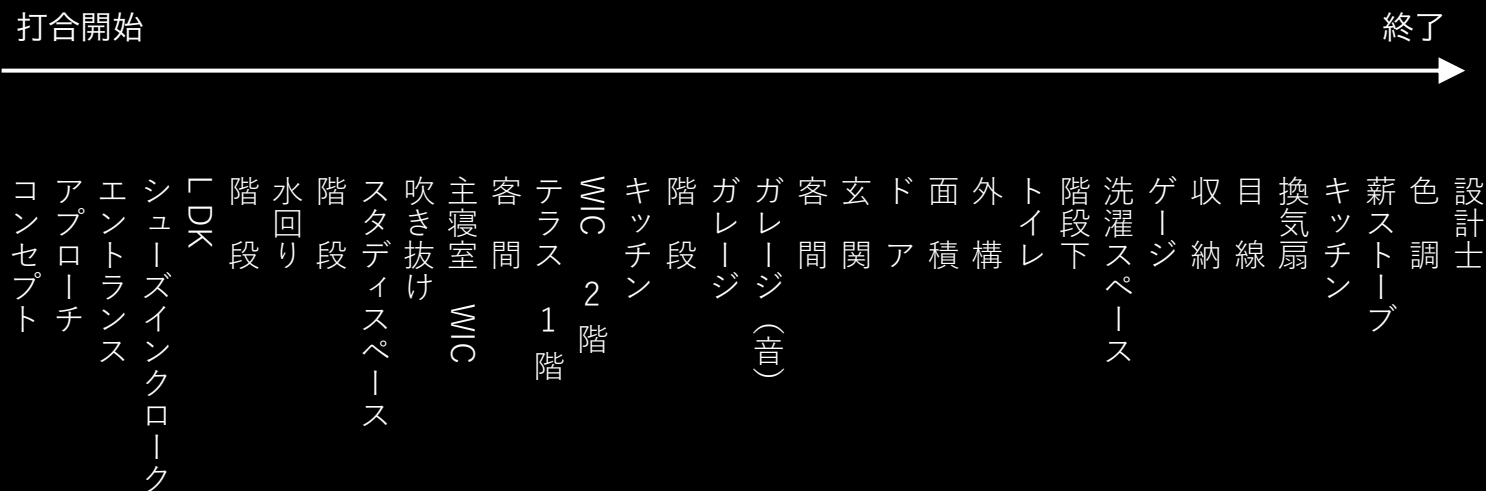 打合開始
終了
コンセプト
アプローチ
エントランス
シューズインクローク
LDK
階段
水回り
階段
スタディスペース
吹き抜け
主寝室 WIC
客間
テラス 1階
WIC 2階
キッチン
階段
ガレージ
ガレージ（音）
客間
玄関
ドア
面積
外構
トイレ
階段下
洗濯スペース
ゲージ
収納
目線
換気扇
キッチン
薪ストーブ
色調
設計士